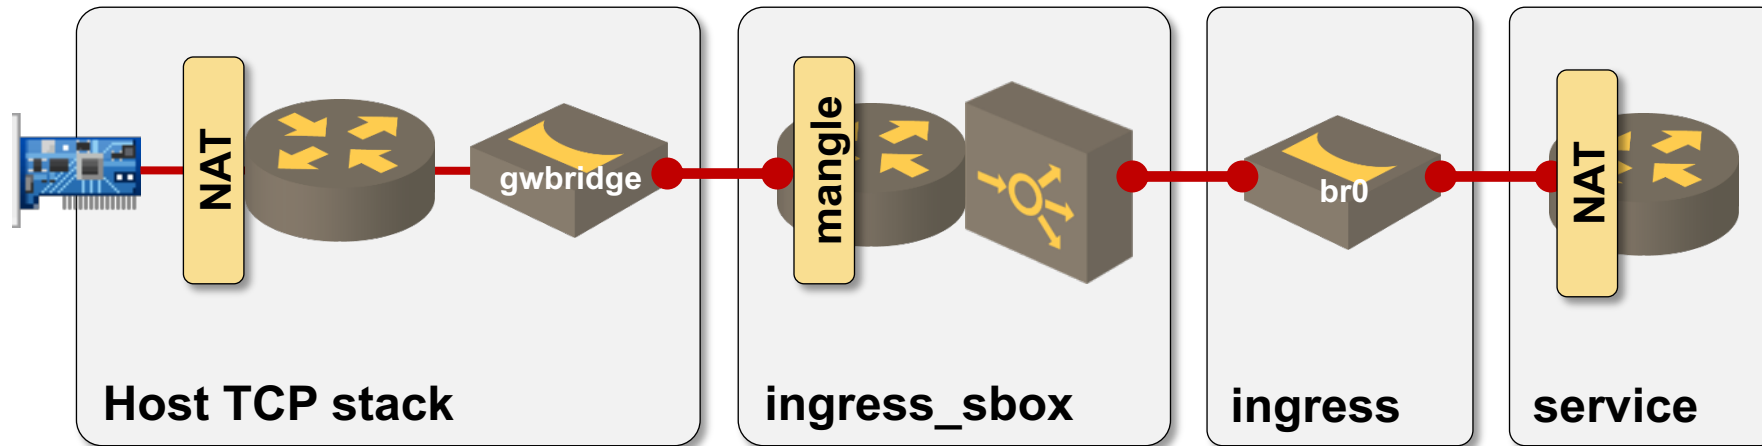 NAT
gwbridge
Host TCP stack
mangle
ingress_sbox
br0
ingress
NAT
service